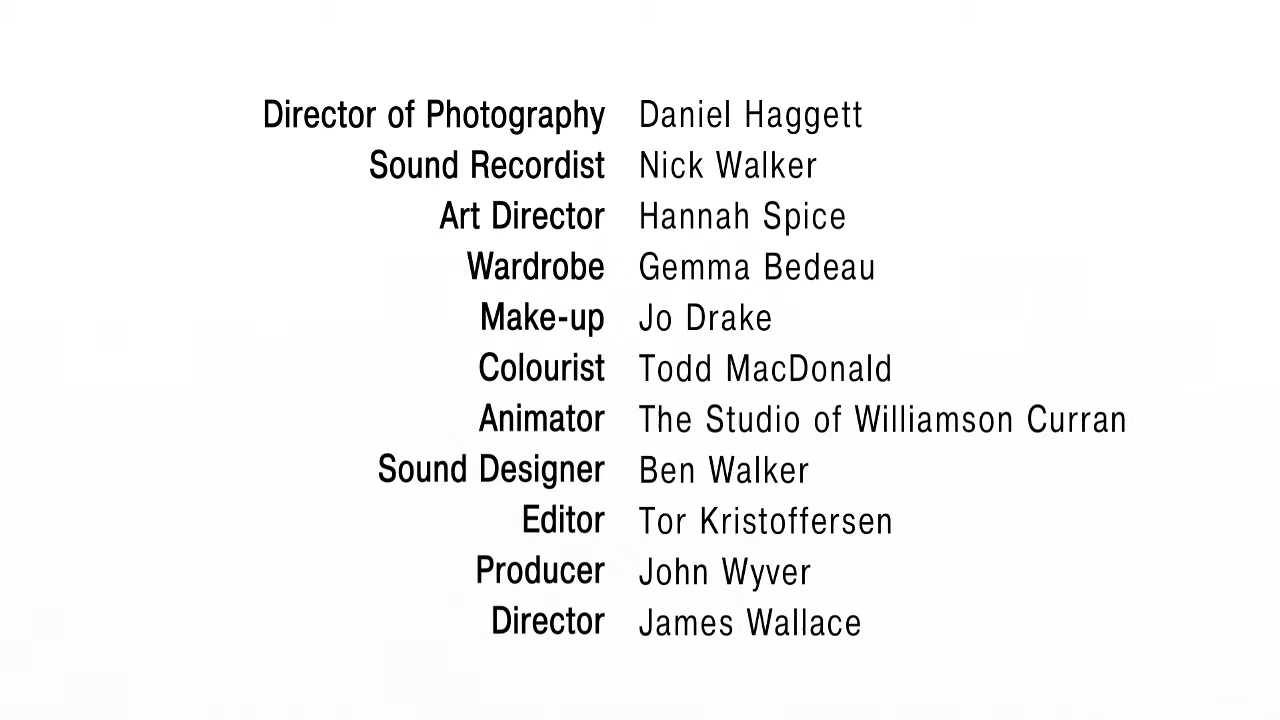 Director of Photography Daniel Haggett
Sound Recordist Nick Walker
Art Director Hannah Spice
Wardrobe Gemma Bedeau
Make-up Jo Drake
Colourist Todd MacDonald
Animator The Studio of Williamson Curran
Sound Designer Ben Walker
Editor Tor Kristoffersen
Producer John Wyver
Director James Wallace